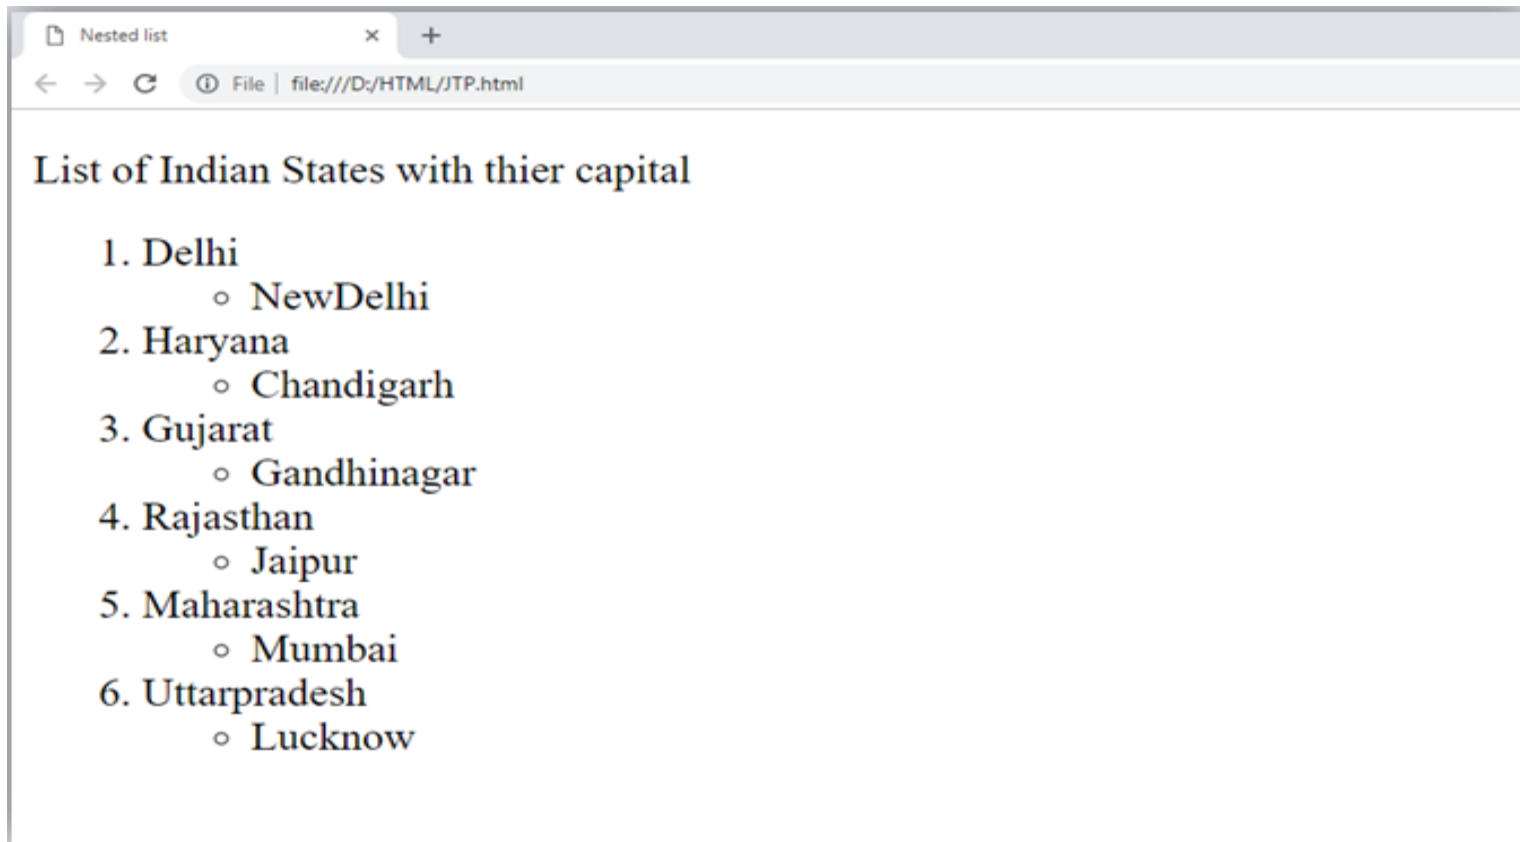 Nested list
File file:///D:/HTML/JTP.html
List of Indian States with thier capital
1. Delhi
NewDelhi
2. Haryana
Chandigarh
3. Gujarat
Gandhinagar
4. Rajasthan
Jaipur
5. Maharashtra
Mumbai
6. Uttarpradesh
Lucknow